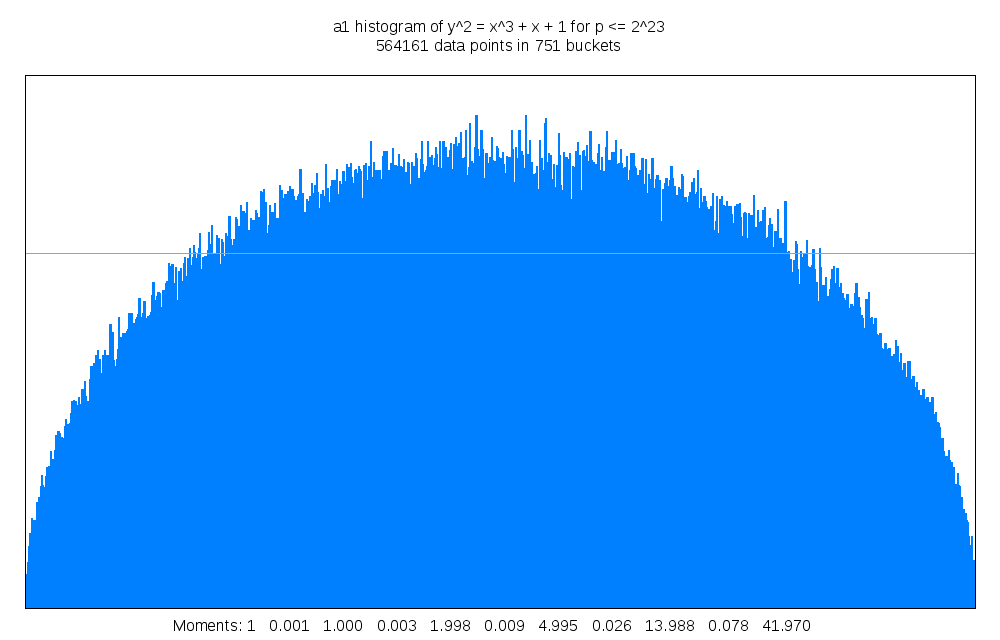 a1 histogram of y^2 = x^3 + x + 1 for p <= 2^23
564161 data points in 751 buckets
Moments: 1 0.001 1.000 0.003 1.998 0.009 4.995 0.026 13.988 0.078 41.970